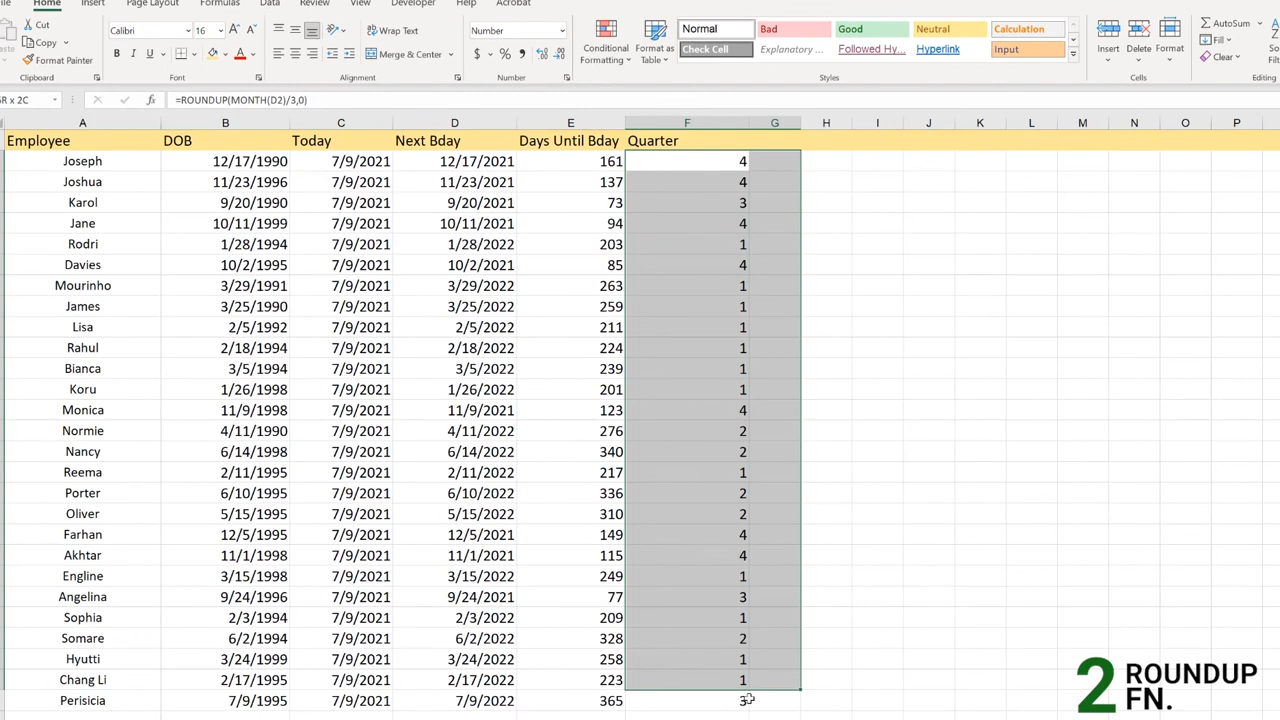 Home Insert Page Layout Formulas Data Review View Developer Help Acrobat
Cut
Copy
Format Painter
Clipboard
Calibri 16 A A
B I U A
Font
Wrap Text
Merge & Center
Alignment
Number
$ % ,
Number
Conditional Formatting
Format as Table
Normal Bad Good Neutral Calculation
Check Cell Explanatory ... Followed Hy... Hyperlink Input
Styles
Insert Delete Format
Cells
AutoSum
Fill
Clear
Editing
R x 2C fx =ROUNDUP(MONTH(D2)/3,0)
A B C D E F G H I J K L M N O P
Employee DOB Today Next Bday Days Until Bday Quarter
Joseph 12/17/1990 7/9/2021 12/17/2021 161 4
Joshua 11/23/1996 7/9/2021 11/23/2021 137 4
Karol 9/20/1990 7/9/2021 9/20/2021 73 3
Jane 10/11/1999 7/9/2021 10/11/2021 94 4
Rodri 1/28/1994 7/9/2021 1/28/2022 203 1
Davies 10/2/1995 7/9/2021 10/2/2021 85 4
Mourinho 3/29/1991 7/9/2021 3/29/2022 263 1
James 3/25/1990 7/9/2021 3/25/2022 259 1
Lisa 2/5/1992 7/9/2021 2/5/2022 211 1
Rahul 2/18/1994 7/9/2021 2/18/2022 224 1
Bianca 3/5/1994 7/9/2021 3/5/2022 239 1
Koru 1/26/1998 7/9/2021 1/26/2022 201 1
Monica 11/9/1998 7/9/2021 11/9/2021 123 4
Normie 4/11/1990 7/9/2021 4/11/2022 276 2
Nancy 6/14/1998 7/9/2021 6/14/2022 340 2
Reema 2/11/1995 7/9/2021 2/11/2022 217 1
Porter 6/10/1995 7/9/2021 6/10/2022 336 2
Oliver 5/15/1995 7/9/2021 5/15/2022 310 2
Farhan 12/5/1995 7/9/2021 12/5/2021 149 4
Akhtar 11/1/1998 7/9/2021 11/1/2021 115 4
Engline 3/15/1998 7/9/2021 3/15/2022 249 1
Angelina 9/24/1996 7/9/2021 9/24/2021 77 3
Sophia 2/3/1994 7/9/2021 2/3/2022 209 1
Somare 6/2/1994 7/9/2021 6/2/2022 328 2
Hyutti 3/24/1999 7/9/2021 3/24/2022 258 1
Chang Li 2/17/1995 7/9/2021 2/17/2022 223 1
Perisicia 7/9/1995 7/9/2021 7/9/2022 365 3
2 ROUNDUP
FN.